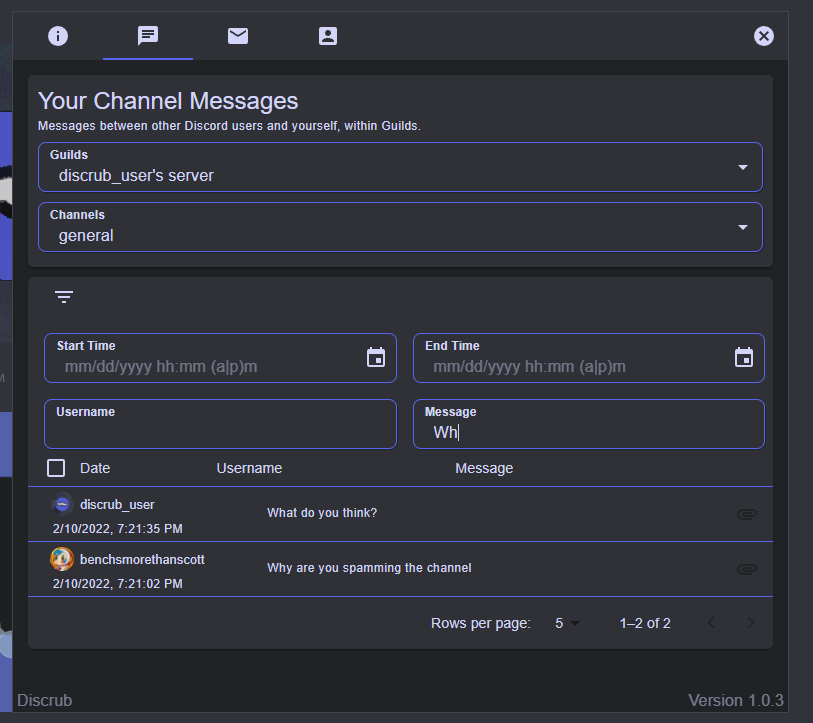 Your Channel Messages
Messages between other Discord users and yourself, within Guilds.
Guilds
discrub_user's server
Channels
general
Start Time
mm/dd/yyyy hh:mm (a|p)m
End Time
mm/dd/yyyy hh:mm (a|p)m
Username
Message
Wh
Date Username Message
discrub_user
2/10/2022, 7:21:35 PM
What do you think?
benchsmorethanscott
2/10/2022, 7:21:02 PM
Why are you spamming the channel
Rows per page: 5 1–2 of 2
Discrub Version 1.0.3